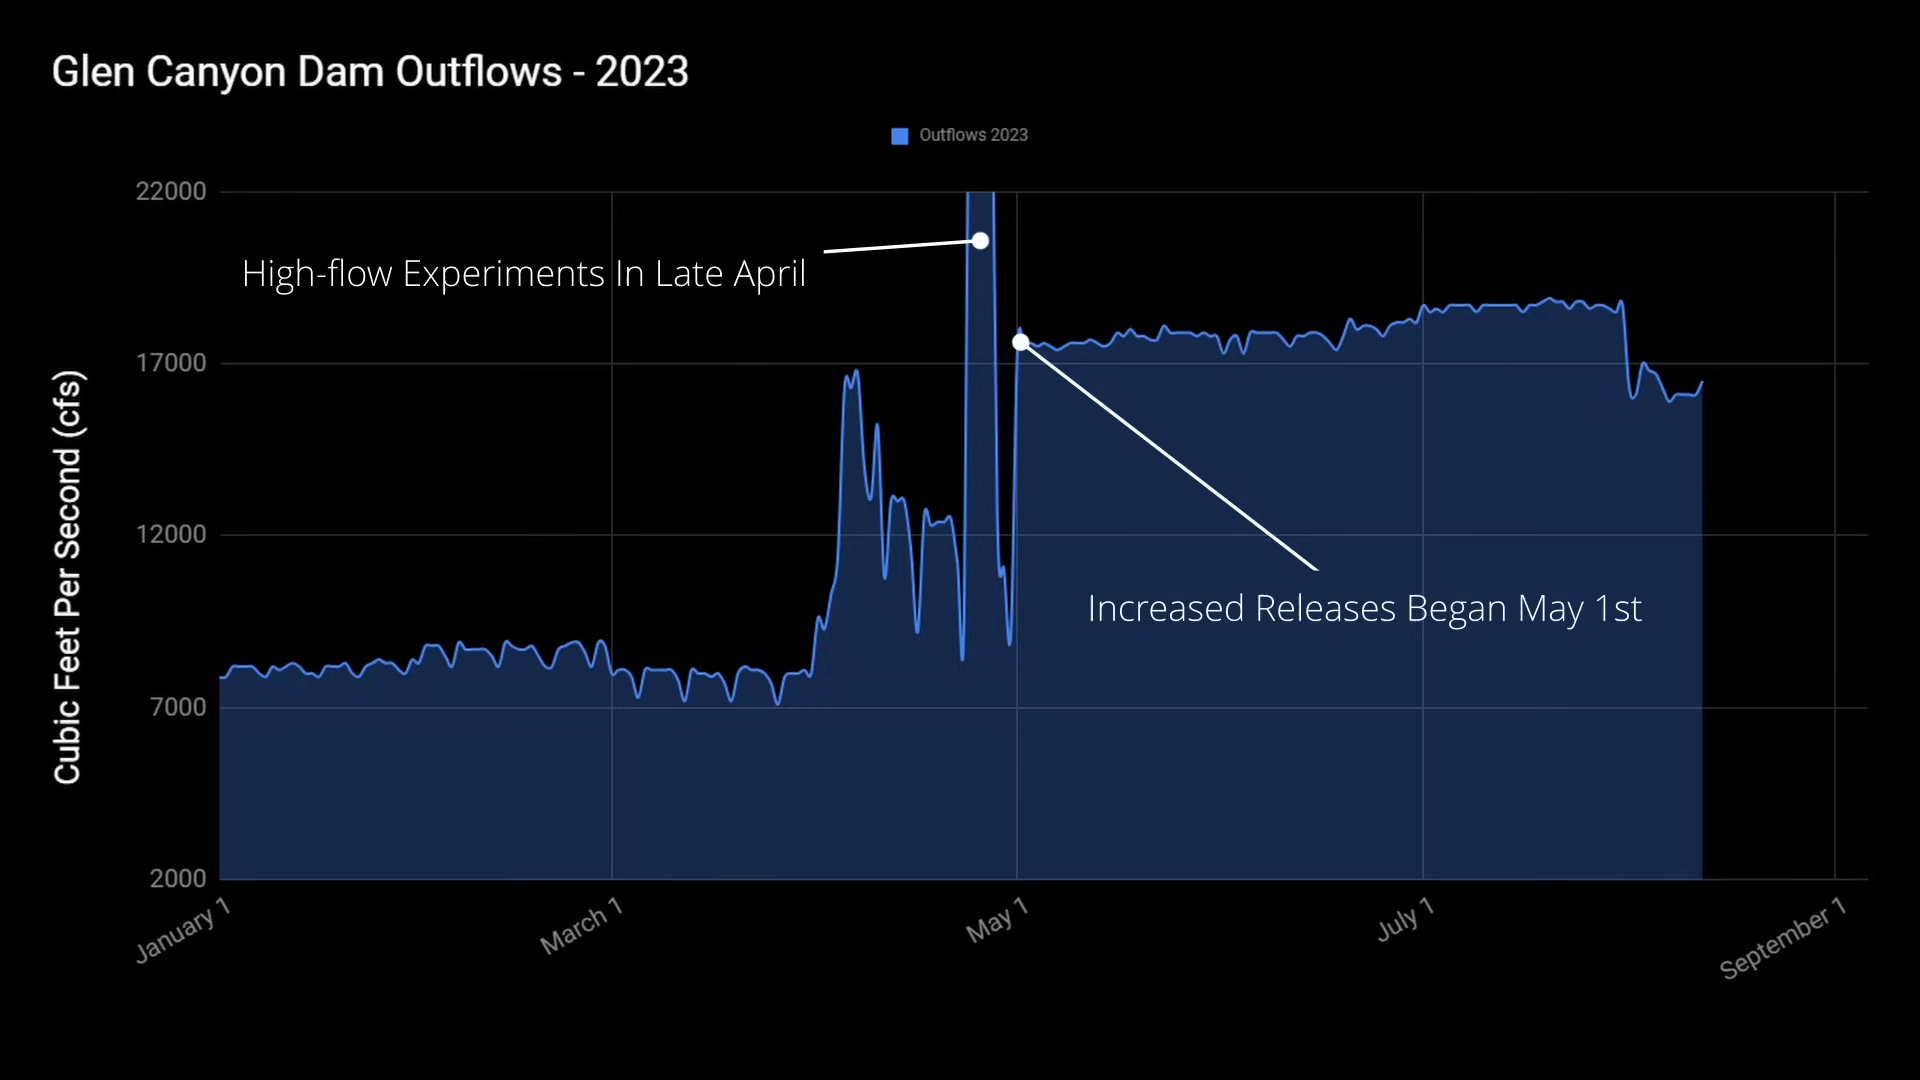 Glen Canyon Dam Outflows - 2023
Outflows 2023
22000
17000
12000
7000
2000
Cubic Feet Per Second (cfs)
High-flow Experiments In Late April
Increased Releases Began May 1st
January 1
March 1
May 1
July 1
September 1